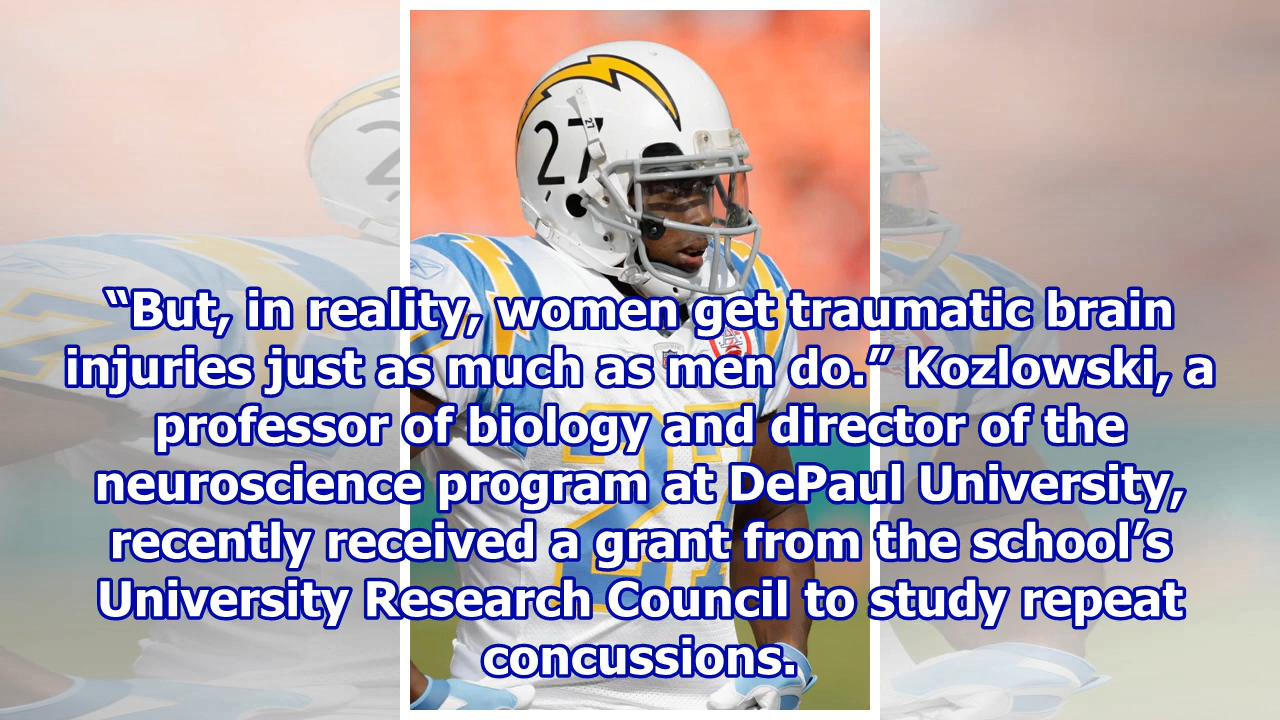 27
21
“But, in reality, women get traumatic brain
injuries just as much as men do.” Kozlowski, a
professor of biology and director of the
neuroscience program at DePaul University,
recently received a grant from the school’s
University Research Council to study repeat
concussions.
27